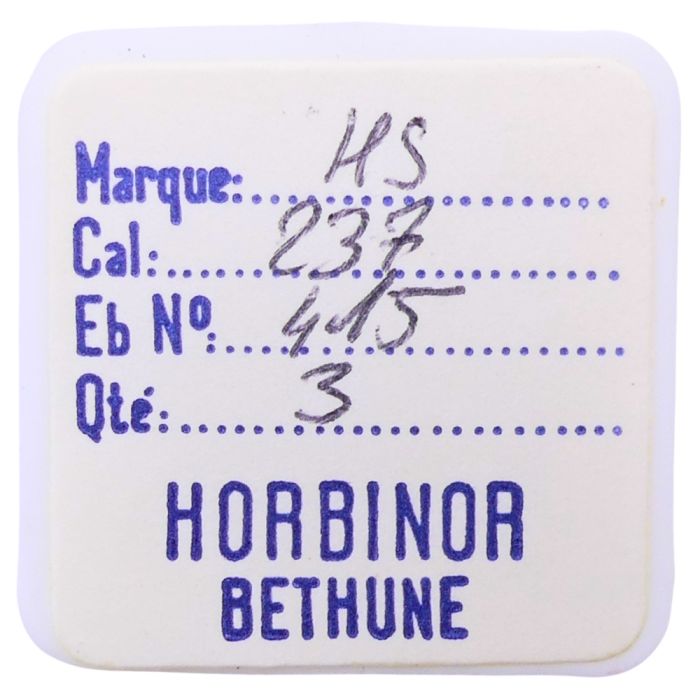 Marque: HS
Cal: 237
Eb Nº: 415
Qté: 3
HORBINOR
BETHUNE